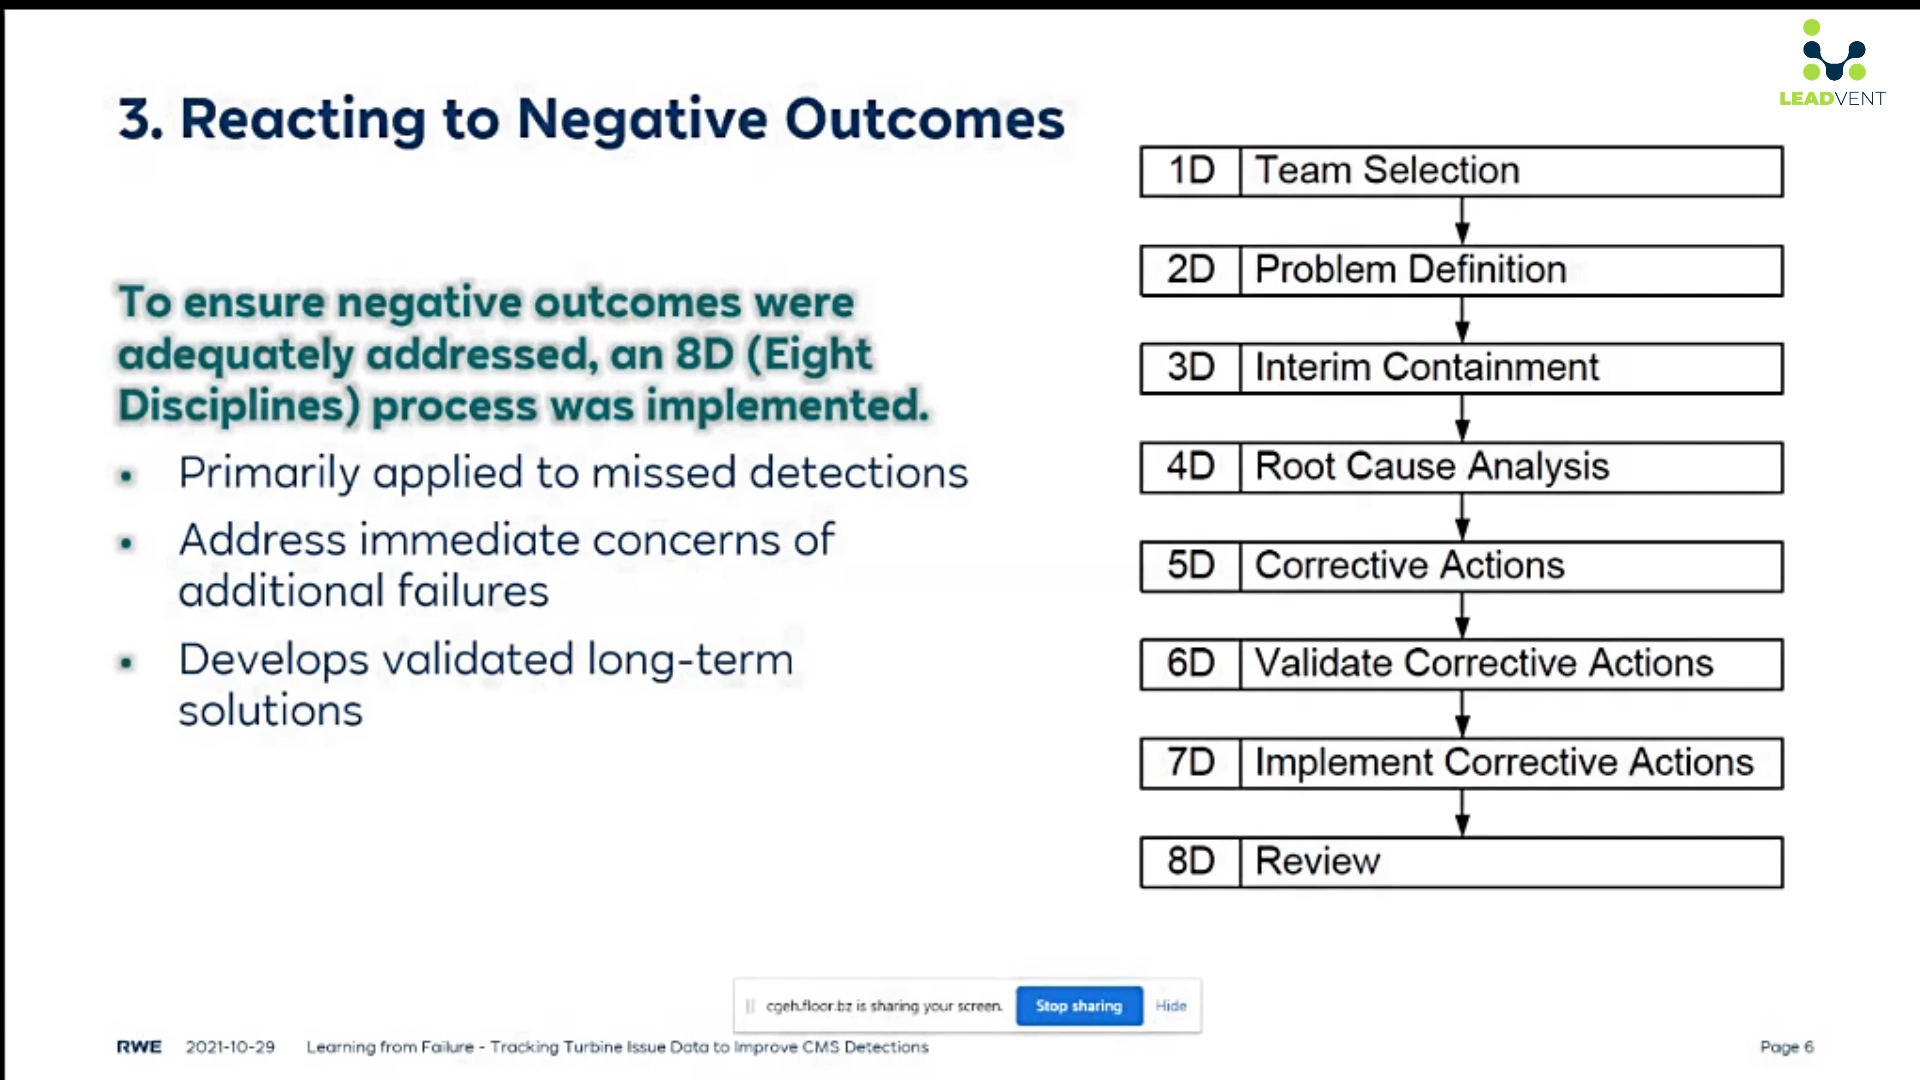 LEADVENT
3. Reacting to Negative Outcomes
To ensure negative outcomes were
adequately addressed, an 8D (Eight
Disciplines) process was implemented.
▪ Primarily applied to missed detections
▪ Address immediate concerns of
additional failures
▪ Develops validated long-term
solutions
1D Team Selection
2D Problem Definition
3D Interim Containment
4D Root Cause Analysis
5D Corrective Actions
6D Validate Corrective Actions
7D Implement Corrective Actions
8D Review
cgeh.floor.bz is sharing your screen. Stop sharing Hide
RWE 2021-10-29 Learning from Failure - Tracking Turbine Issue Data to Improve CMS Detections Page 6